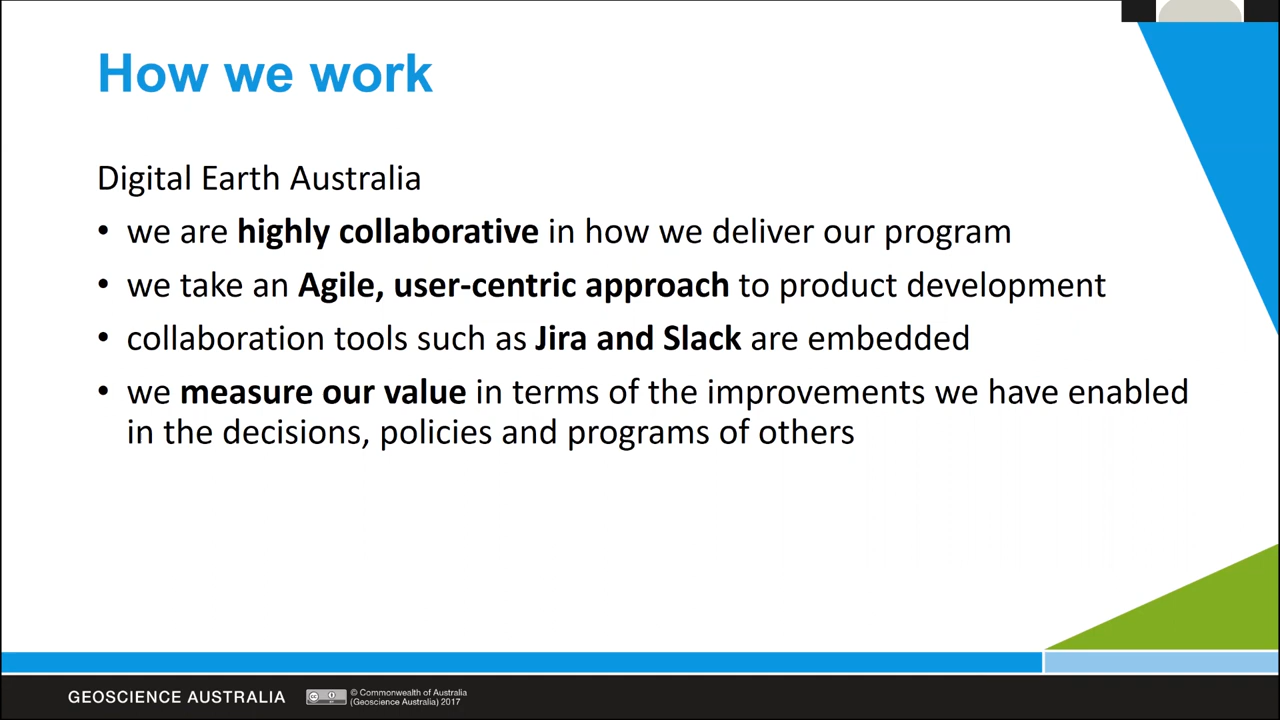 How we work
Digital Earth Australia
• we are highly collaborative in how we deliver our program
• we take an Agile, user-centric approach to product development
• collaboration tools such as Jira and Slack are embedded
• we measure our value in terms of the improvements we have enabled
in the decisions, policies and programs of others
GEOSCIENCE AUSTRALIA
© Commonwealth of Australia
(Geoscience Australia) 2017